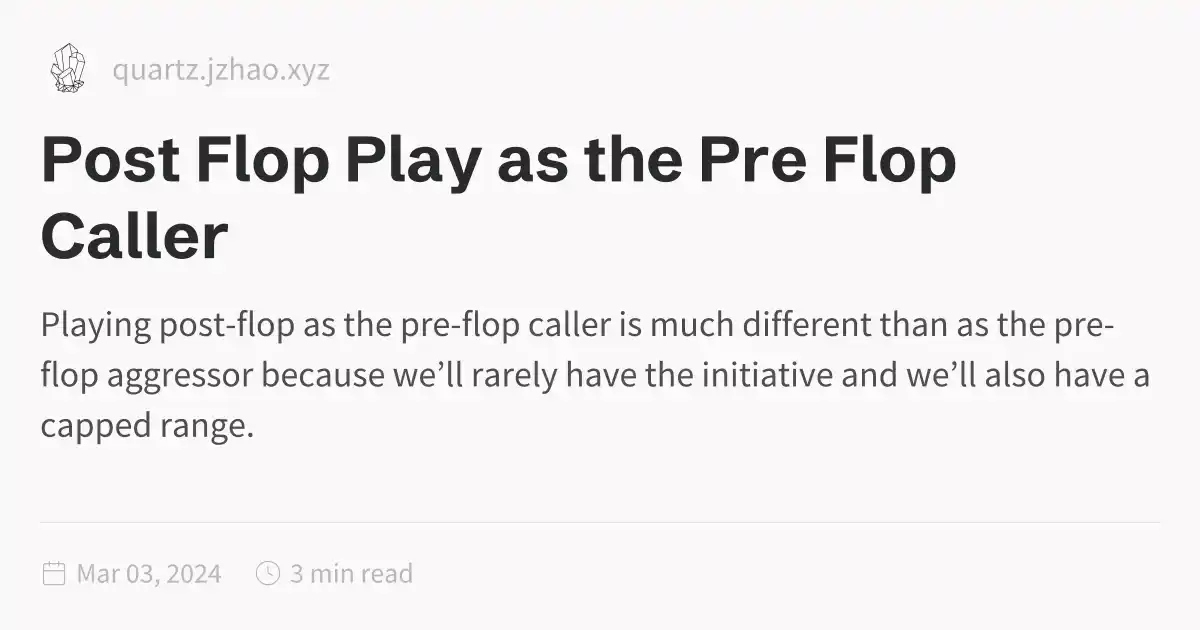 quartz.jzhao.xyz
Post Flop Play as the Pre Flop
Caller
Playing post-flop as the pre-flop caller is much different than as the pre-
flop aggressor because we’ll rarely have the initiative and we’ll also have a
capped range.
Mar 03, 2024 3 min read